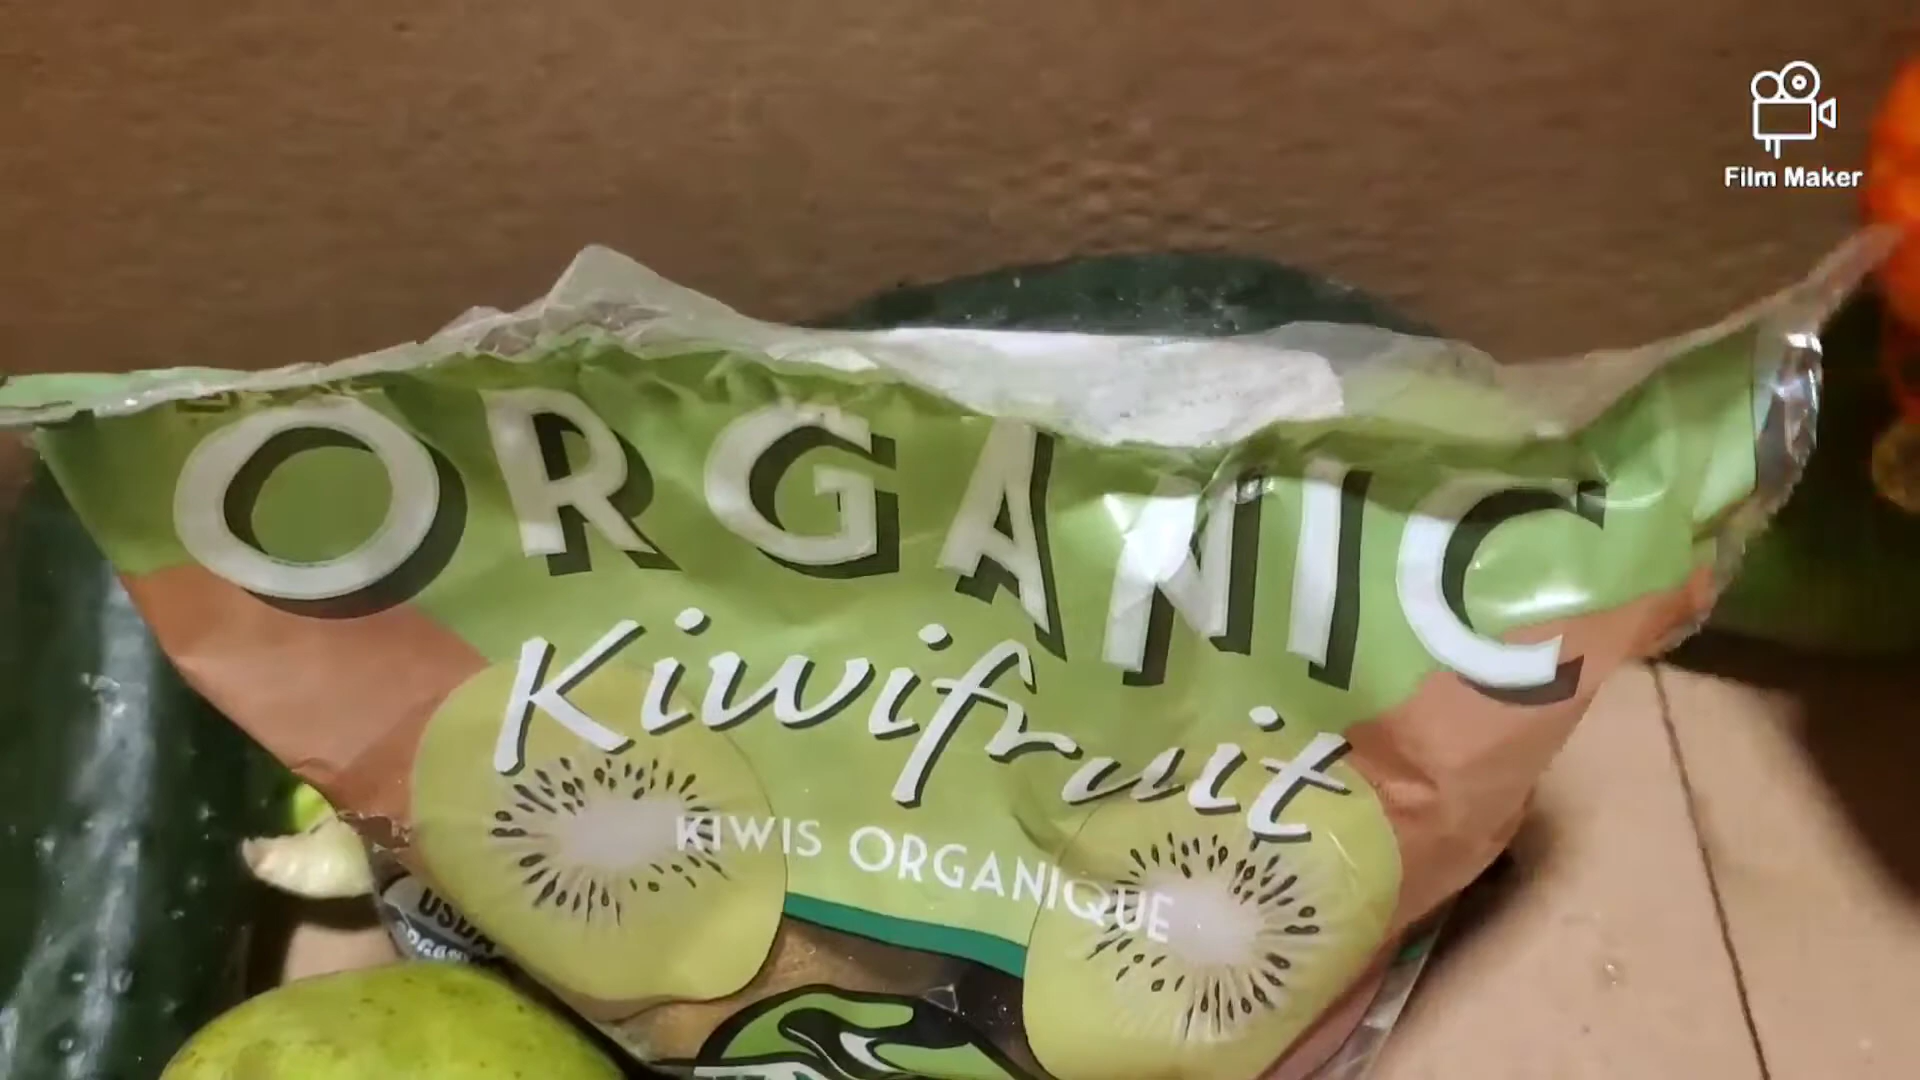 Film Maker
ORGANIC
Kiwifruit
KIWIS ORGANIQUE
USDA